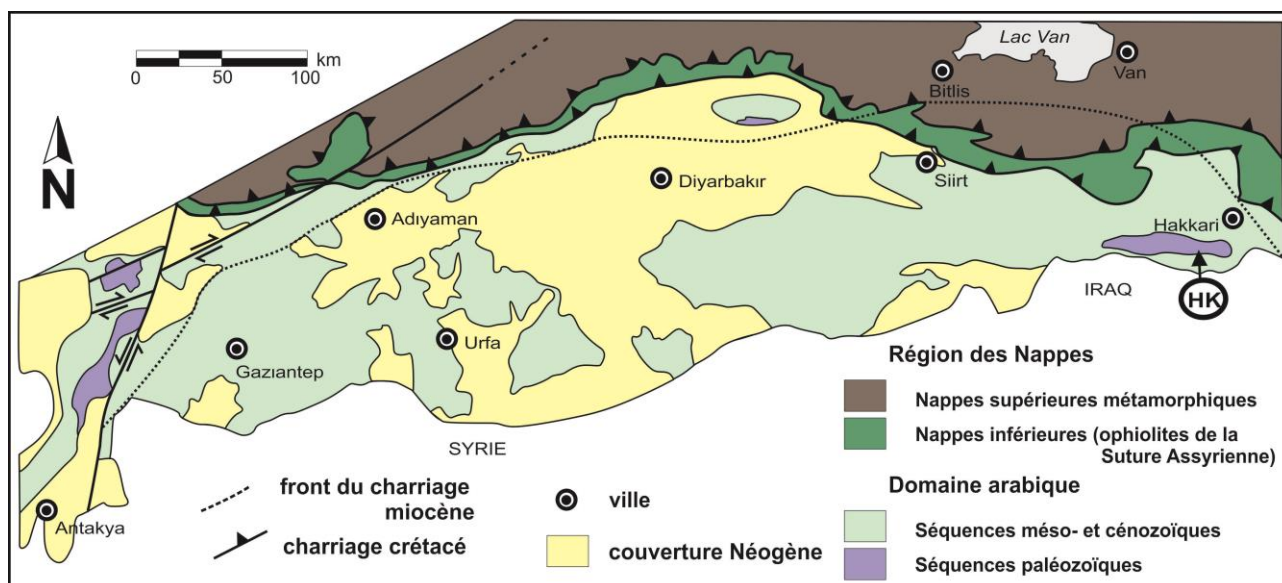 Lac Van
Van
Bitlis
km
0 50 100
N
Diyarbakır
Siirt
Adıyaman
Hakkari
IRAQ
HK
Urfa
Gazıantep
SYRIE
Antakya
front du charriage
miocène
charriage crétacé
ville
couverture Néogène
Région des Nappes
Nappes supérieures métamorphiques
Nappes inférieures (ophiolites de la
Suture Assyrienne)
Domaine arabique
Séquences méso- et cénozoïques
Séquences paléozoïques